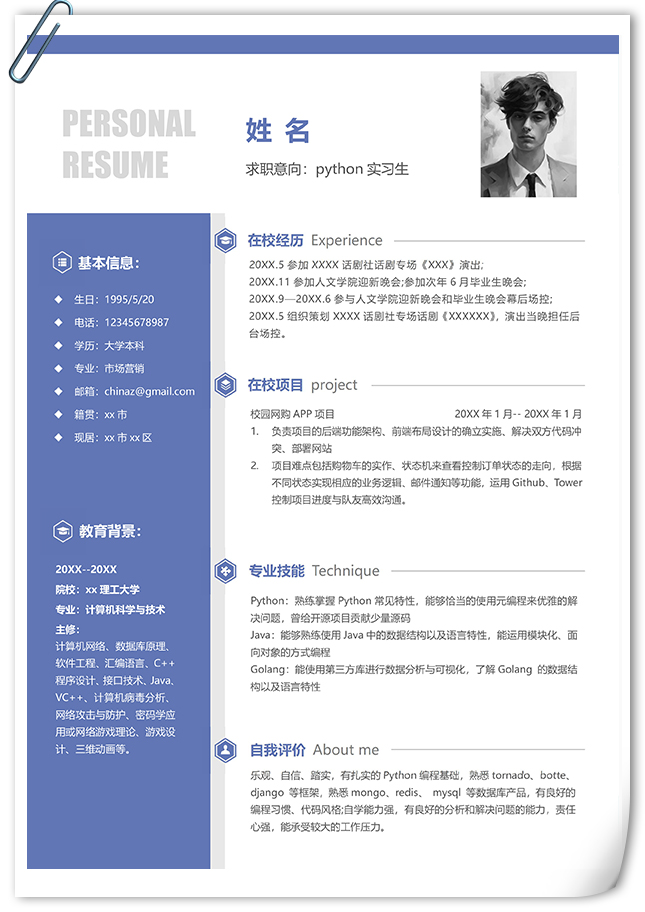 PERSONAL
RESUME
姓 名
求职意向：python 实习生
基本信息：
生日：1995/5/20
电话：12345678987
学历：大学本科
专业：市场营销
邮箱：chinaz@gmail.com
籍贯：xx 市
现居：xx 市 xx 区
教育背景：
20XX--20XX
院校：xx 理工大学
专业：计算机科学与技术
主修：
计算机网络、数据库原理、
软件工程、汇编语言、C++
程序设计、接口技术、Java、
VC++、计算机病毒分析、
网络攻击与防护、密码学应
用或网络游戏理论、游戏设
计、三维动画等。
在校经历 Experience
20XX.5 参加 XXXX 话剧社话剧专场《XXX》演出;
20XX.11 参加人文学院迎新晚会;参加次年 6 月毕业生晚会;
20XX.9—20XX.6 参与人文学院迎新晚会和毕业生晚会幕后场控;
20XX.5 组织策划 XXXX 话剧社专场话剧《XXXXXX》，演出当晚担任后
台场控。
在校项目 project
校园网购 APP 项目 20XX 年 1 月-- 20XX 年 1 月
1. 负责项目的后端功能架构、前端布局设计的确立实施、解决双方代码冲
突、部署网站
2. 项目难点包括购物车的实作、状态机来查看控制订单状态的走向，根据
不同状态实现相应的业务逻辑、邮件通知等功能，运用 Github、Tower
控制项目进度与队友高效沟通。
专业技能 Technique
Python：熟练掌握 Python 常见特性，能够恰当的使用元编程来优雅的解
决问题，曾给开源项目贡献少量源码
Java：能够熟练使用 Java 中的数据结构以及语言特性，能运用模块化、面
向对象的方式编程
Golang：能使用第三方库进行数据分析与可视化，了解 Golang 的数据结
构以及语言特性
自我评价 About me
乐观、自信、踏实，有扎实的 Python 编程基础，熟悉 tornado、botte、
django 等框架, 熟悉 mongo、redis、 mysql 等数据库产品，有良好的
编程习惯、代码风格;自学能力强，有良好的分析和解决问题的能力，责任
心强，能承受较大的工作压力。